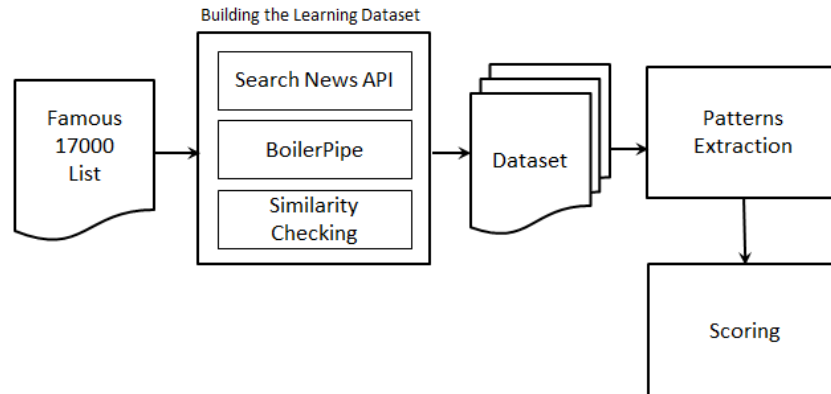 Building the Learning Dataset
Famous
17000
List
Search News API
BoilerPipe
Similarity
Checking
Dataset
Patterns
Extraction
Scoring